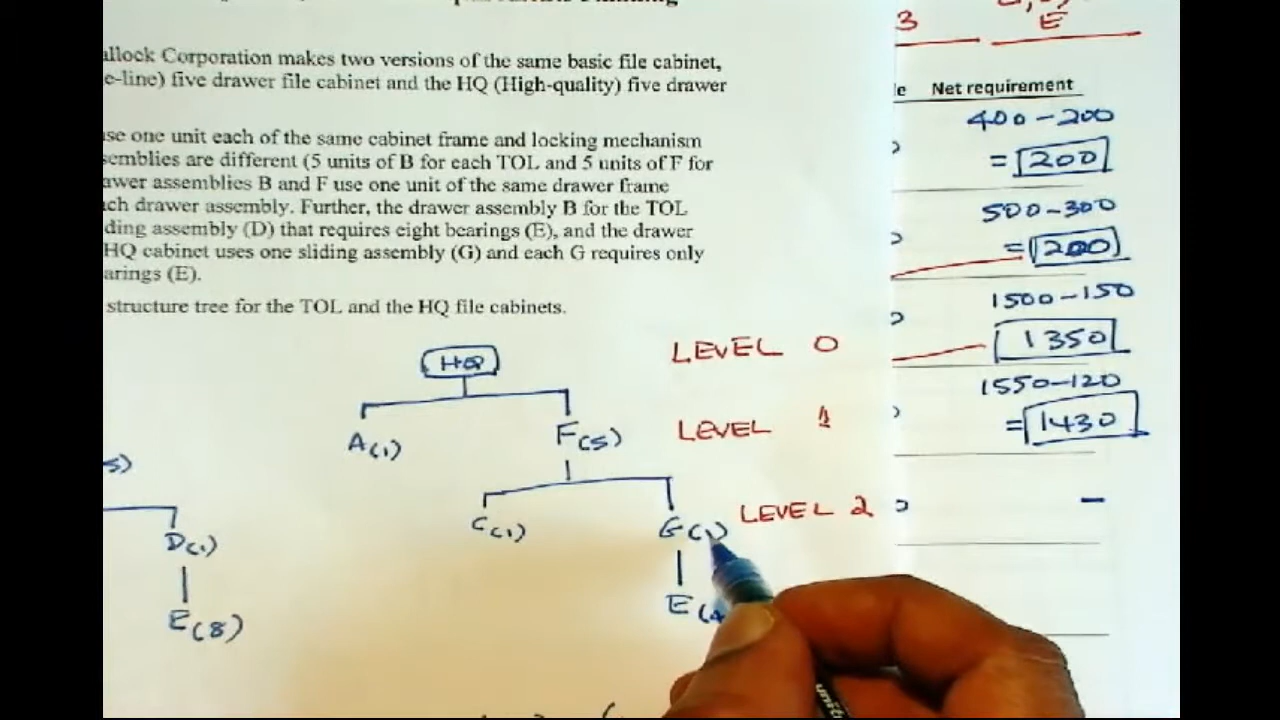 allock Corporation makes two versions of the same basic file cabinet,
e-line) five drawer file cabinet and the HQ (High-quality) five drawer
se one unit each of the same cabinet frame and locking mechanism
semblies are different (5 units of B for each TOL and 5 units of F for
awer assemblies B and F use one unit of the same drawer frame
ch drawer assembly. Further, the drawer assembly B for the TOL
ding assembly (D) that requires eight bearings (E), and the drawer
HQ cabinet uses one sliding assembly (G) and each G requires only
arings (E).
structure tree for the TOL and the HQ file cabinets.
3
E
le Net requirement
400-200
= 200
500-300
= 200
1500-150
1350
1550-120
= 1430
-
HQ LEVEL 0
A(1) F(5) LEVEL 1
5)
D(1) C(1) G(1) LEVEL 2
E(8) E(4